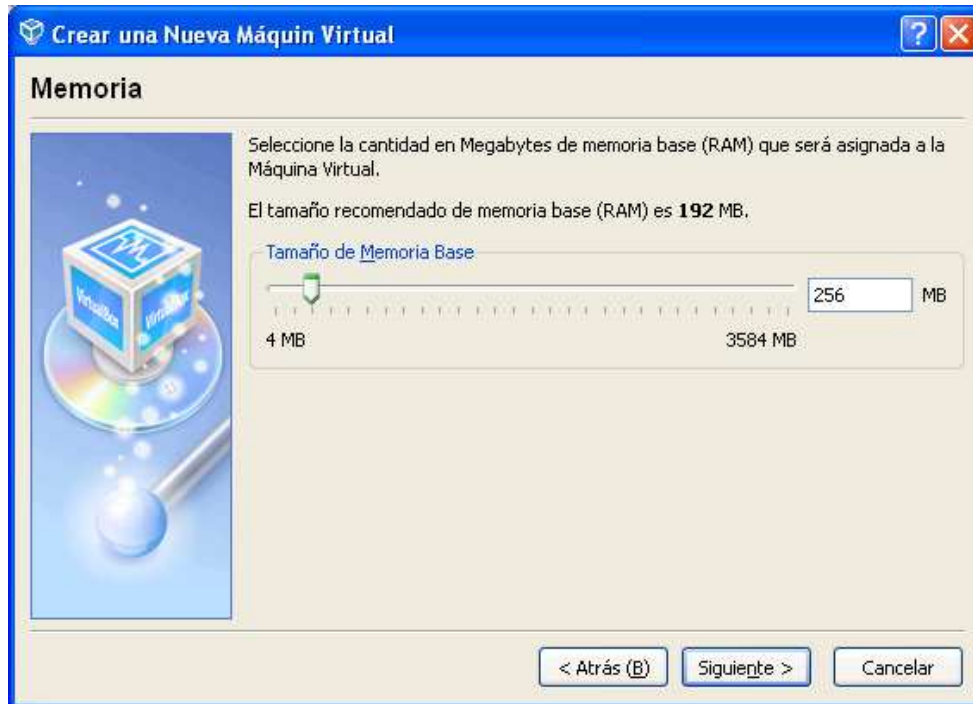 Crear una Nueva Máquin Virtual
Memoria
Seleccione la cantidad en Megabytes de memoria base (RAM) que será asignada a la
Máquina Virtual.
El tamaño recomendado de memoria base (RAM) es 192 MB.
Tamaño de Memoria Base
256 MB
4 MB 3584 MB
VirtualBox VirtualBox
< Atrás (B) Siguiente > Cancelar